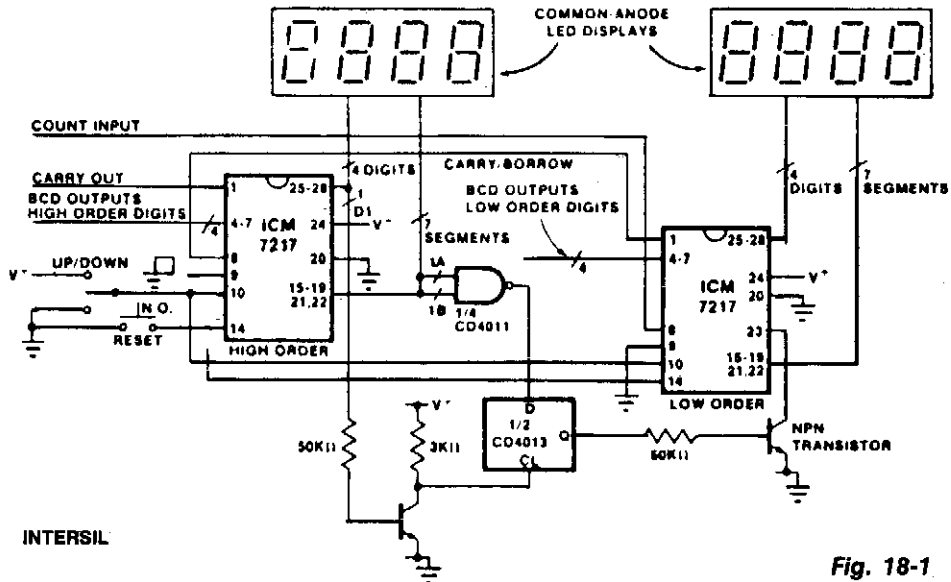 COMMON-ANODE
LED DISPLAYS
COUNT INPUT
CARRY OUT
BCD OUTPUTS
HIGH ORDER DIGITS
4
V+
UP/DOWN
N.O.
RESET
1
4-7
8
9
10
14
ICM
7217
25-28
24
20
15-19
21,22
HIGH ORDER
4 DIGITS
1
D1
V+
7
SEGMENTS
1A
1B
1/4
CD4011
CARRY-BORROW
BCD OUTPUTS
LOW ORDER DIGITS
4
4
DIGITS
7
SEGMENTS
1
4-7
8
9
10
14
ICM
7217
25-28
24
20
23
15-19
21,22
LOW ORDER
V+
50KΩ
V+
3KΩ
D
1/2
CD4013
Q
CL
50KΩ
NPN
TRANSISTOR
INTERSIL
Fig. 18-1